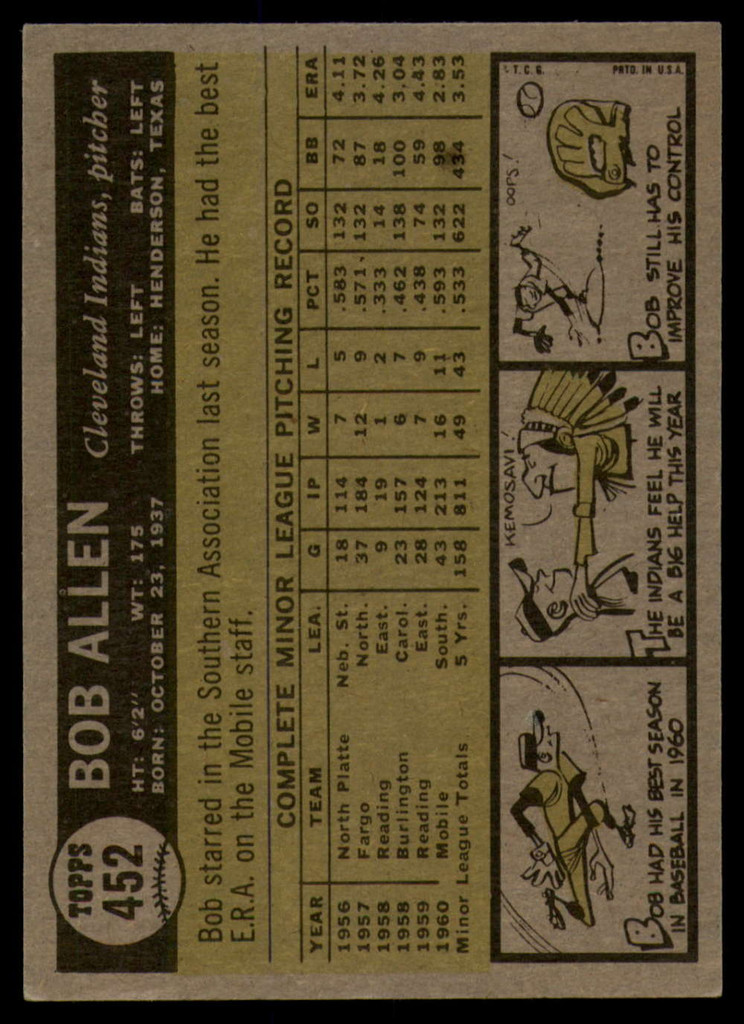 TOPPS
452
BOB ALLEN Cleveland Indians, pitcher
HT: 6'2" WT: 175 THROWS: LEFT BATS: LEFT
BORN: OCTOBER 23, 1937 HOME: HENDERSON, TEXAS
Bob starred in the Southern Association last season. He had the best
E.R.A. on the Mobile staff.
COMPLETE MINOR LEAGUE PITCHING RECORD
YEAR TEAM LEA. G IP W L PCT SO BB ERA
1956 North Platte Neb. St. 18 114 7 5 .583 132 72 4.11
1957 Fargo North. 37 184 12 9 .571 132 87 3.72
1958 Reading East. 9 19 1 2 .333 14 18 4.26
1958 Burlington Carol. 23 157 6 7 .462 138 100 3.04
1959 Reading East. 28 124 7 9 .438 74 59 4.43
1960 Mobile South. 43 213 16 11 .593 132 98 2.83
Minor League Totals 5 Yrs. 158 811 49 43 .533 622 434 3.53
BOB HAD HIS BEST SEASON
IN BASEBALL IN 1960
KEMOSAVI!
THE INDIANS FEEL HE WILL
BE A BIG HELP THIS YEAR
T.C.G. PRTD. IN U.S.A.
OOPS!
BOB STILL HAS TO
IMPROVE HIS CONTROL